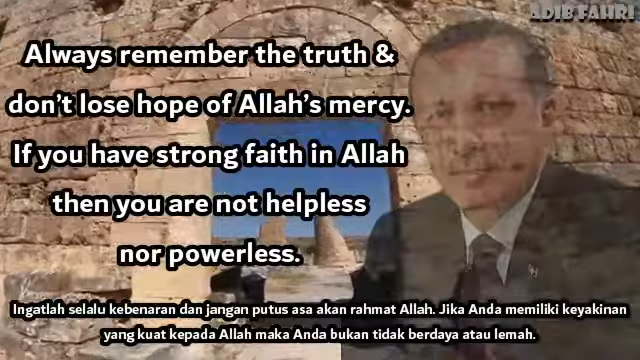 ADIB FAHRI
Always remember the truth &
don't lose hope of Allah's mercy.
If you have strong faith in Allah
then you are not helpless
nor powerless.
Ingatlah selalu kebenaran dan jangan putus asa akan rahmat Allah. Jika Anda memiliki keyakinan
yang kuat kepada Allah maka Anda bukan tidak berdaya atau lemah.